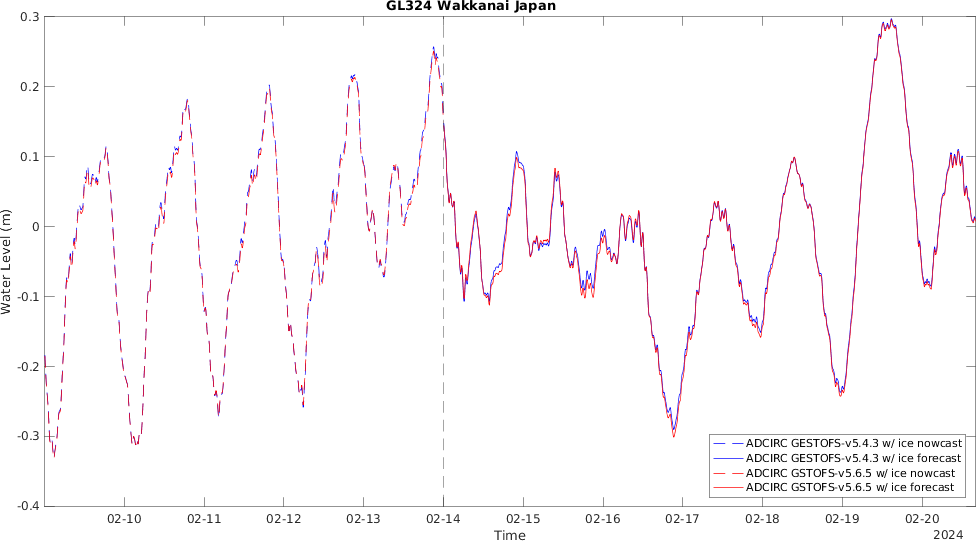 GL324 Wakkanai Japan
0.3
0.2
0.1
0
-0.1
-0.2
-0.3
-0.4
Water Level (m)
ADCIRC GESTOFS-v5.4.3 w/ ice nowcast
ADCIRC GESTOFS-v5.4.3 w/ ice forecast
ADCIRC GSTOFS-v5.6.5 w/ ice nowcast
ADCIRC GSTOFS-v5.6.5 w/ ice forecast
02-10 02-11 02-12 02-13 02-14 02-15 02-16 02-17 02-18 02-19 02-20
Time
2024